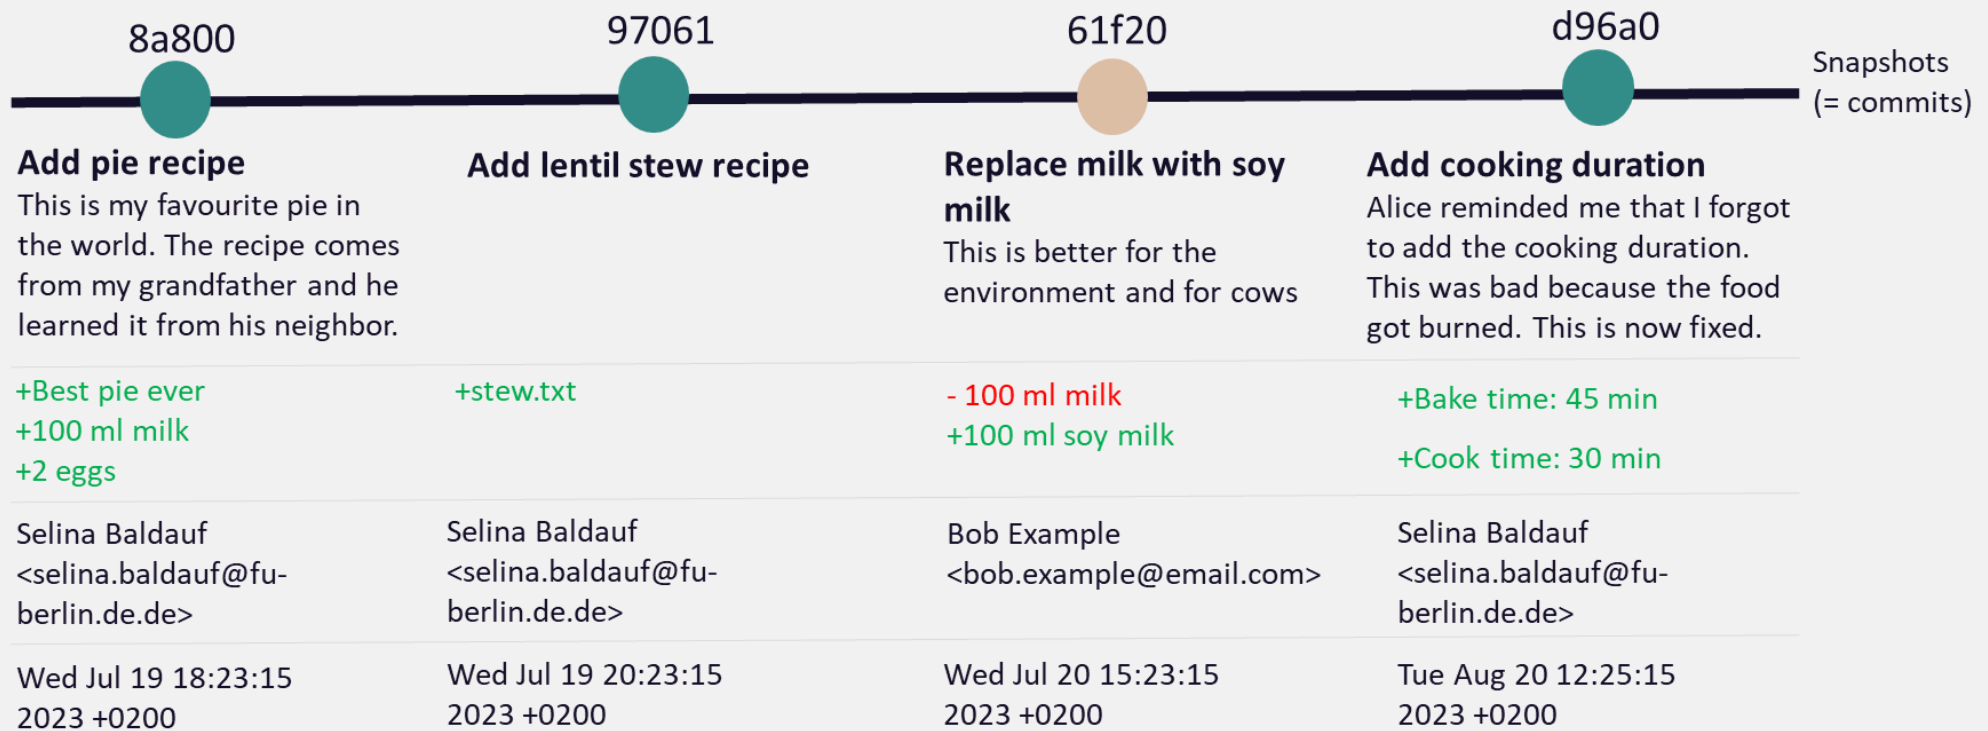 8a800
97061
61f20
d96a0
Snapshots
(= commits)
Add pie recipe
This is my favourite pie in
the world. The recipe comes
from my grandfather and he
learned it from his neighbor.
Add lentil stew recipe
Replace milk with soy
milk
This is better for the
environment and for cows
Add cooking duration
Alice reminded me that I forgot
to add the cooking duration.
This was bad because the food
got burned. This is now fixed.
+Best pie ever
+100 ml milk
+2 eggs
+stew.txt
- 100 ml milk
+100 ml soy milk
+Bake time: 45 min
+Cook time: 30 min
Selina Baldauf
<selina.baldauf@fu-
berlin.de.de>
Selina Baldauf
<selina.baldauf@fu-
berlin.de.de>
Bob Example
<bob.example@email.com>
Selina Baldauf
<selina.baldauf@fu-
berlin.de.de>
Wed Jul 19 18:23:15
2023 +0200
Wed Jul 19 20:23:15
2023 +0200
Wed Jul 20 15:23:15
2023 +0200
Tue Aug 20 12:25:15
2023 +0200